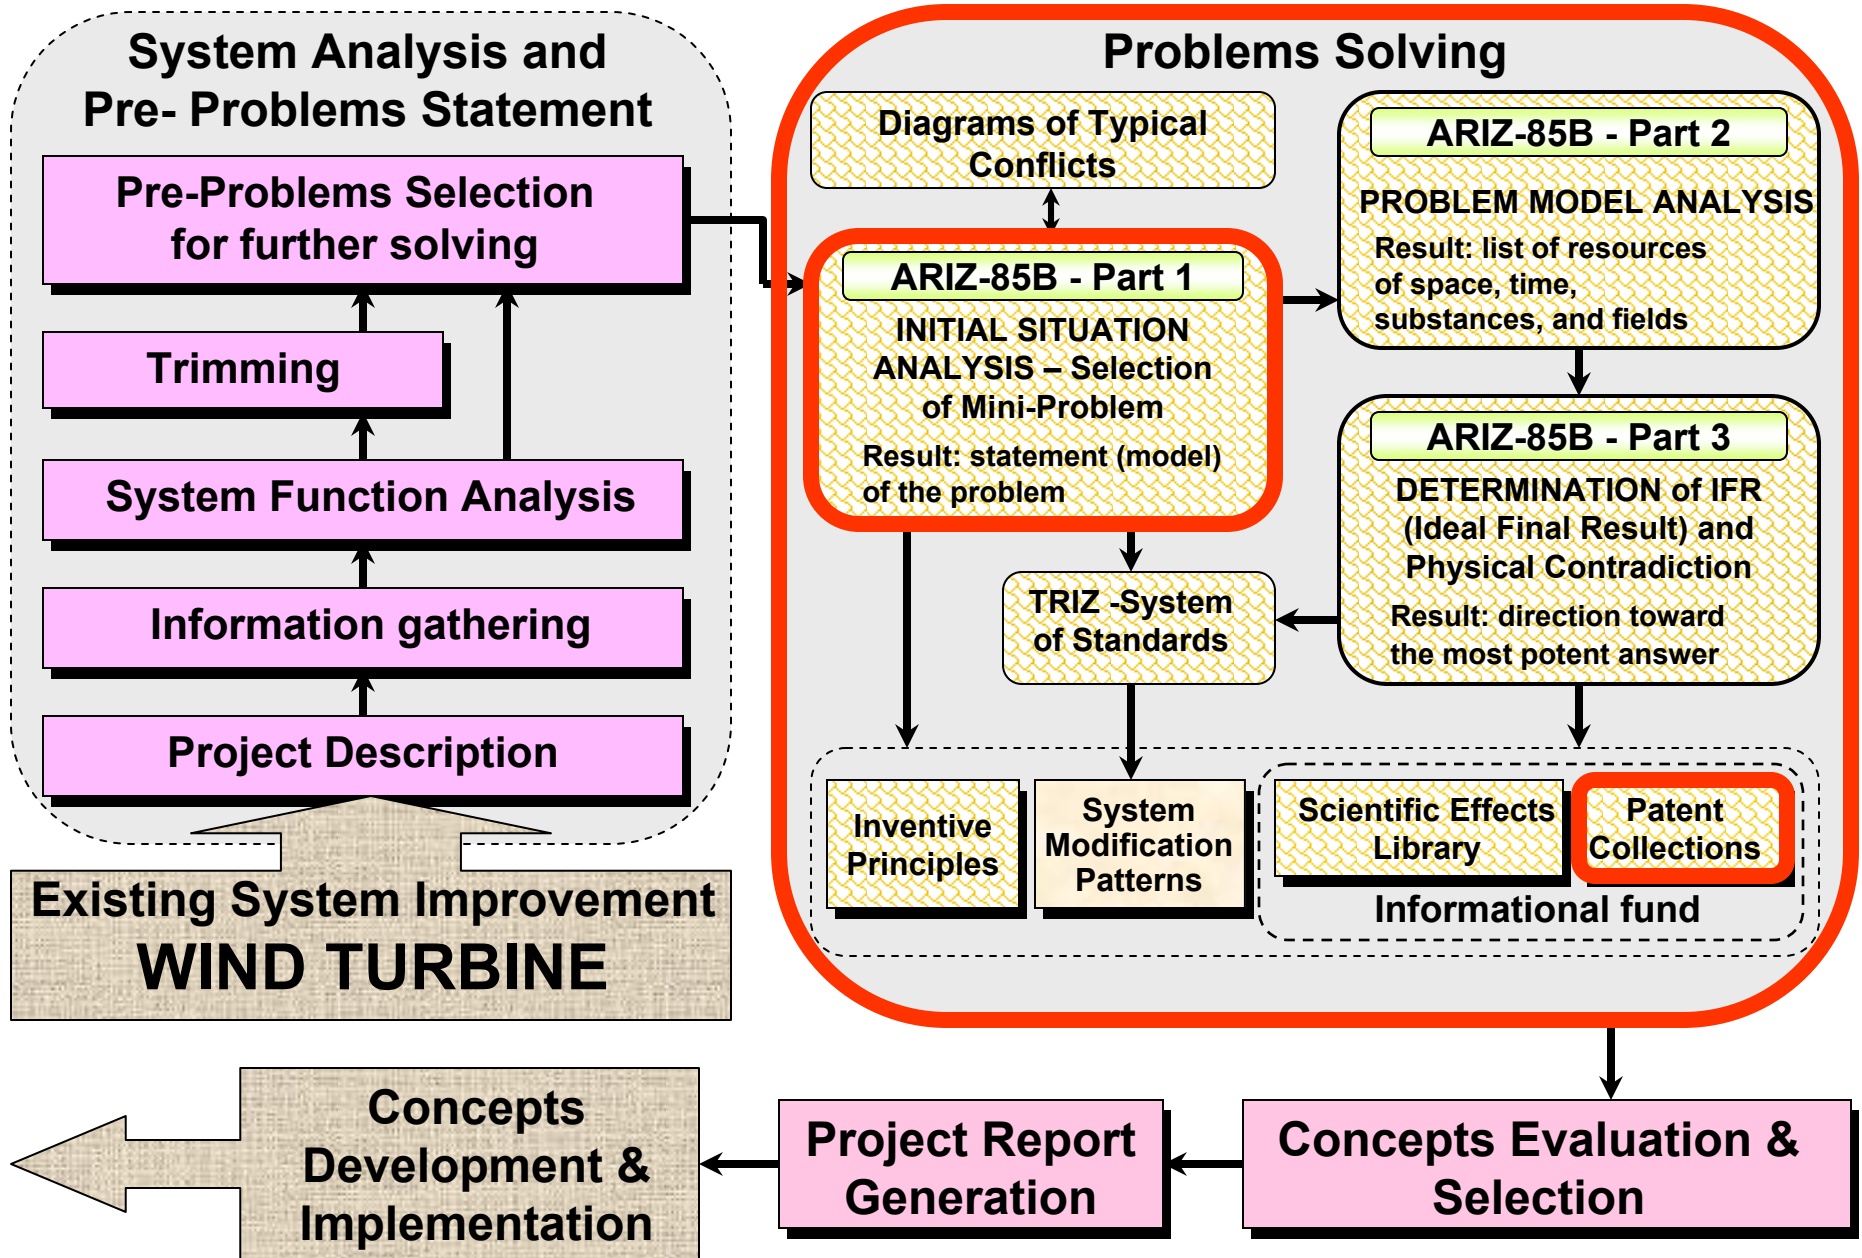 System Analysis and
Pre- Problems Statement
Pre-Problems Selection
for further solving
Trimming
System Function Analysis
Information gathering
Project Description
Existing System Improvement
WIND TURBINE
Problems Solving
Diagrams of Typical
Conflicts
ARIZ-85B - Part 1
INITIAL SITUATION
ANALYSIS – Selection
of Mini-Problem
Result: statement (model)
of the problem
ARIZ-85B - Part 2
PROBLEM MODEL ANALYSIS
Result: list of resources
of space, time,
substances, and fields
ARIZ-85B - Part 3
DETERMINATION of IFR
(Ideal Final Result) and
Physical Contradiction
Result: direction toward
the most potent answer
TRIZ -System
of Standards
Inventive
Principles
System
Modification
Patterns
Scientific Effects
Library
Patent
Collections
Informational fund
Concepts Evaluation &
Selection
Project Report
Generation
Concepts
Development &
Implementation